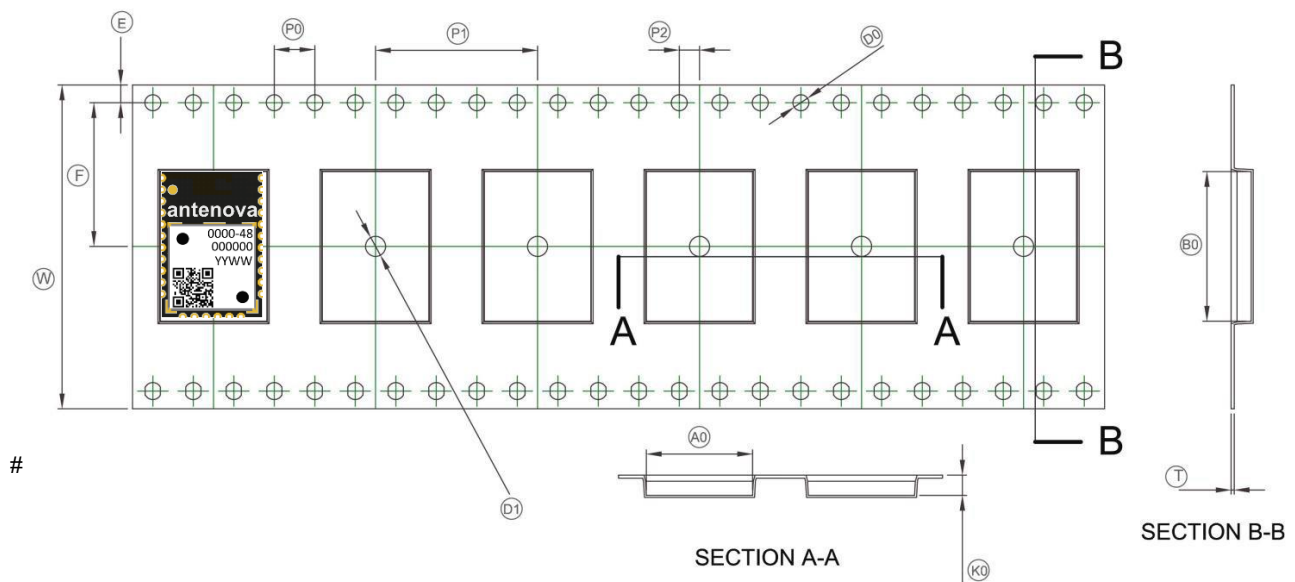 E
P0
P1
P2
D0
B
F
antenova
0000-48
000000
YYWW
W
B0
A
A
A0
B
#
T
D1
SECTION B-B
SECTION A-A
K0